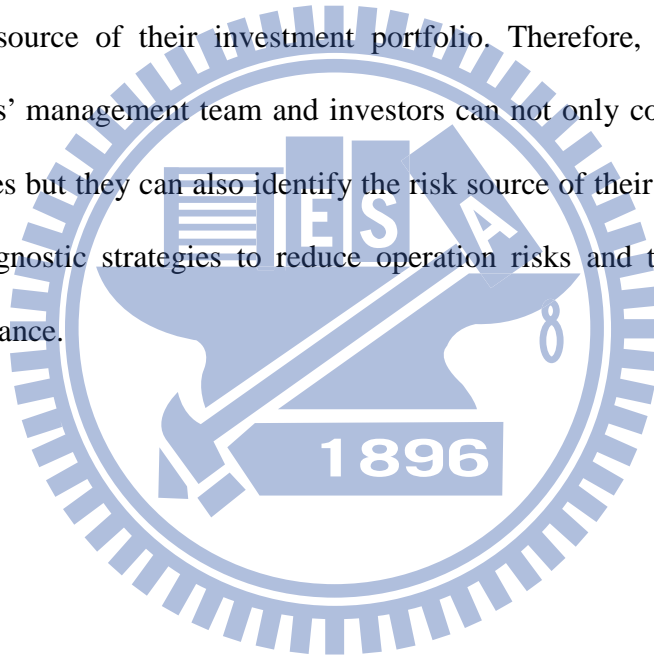 source of their investment portfolio. Therefore,
s’ management team and investors can not only co
es but they can also identify the risk source of their
gnostic strategies to reduce operation risks and t
ance.
E S A
1896